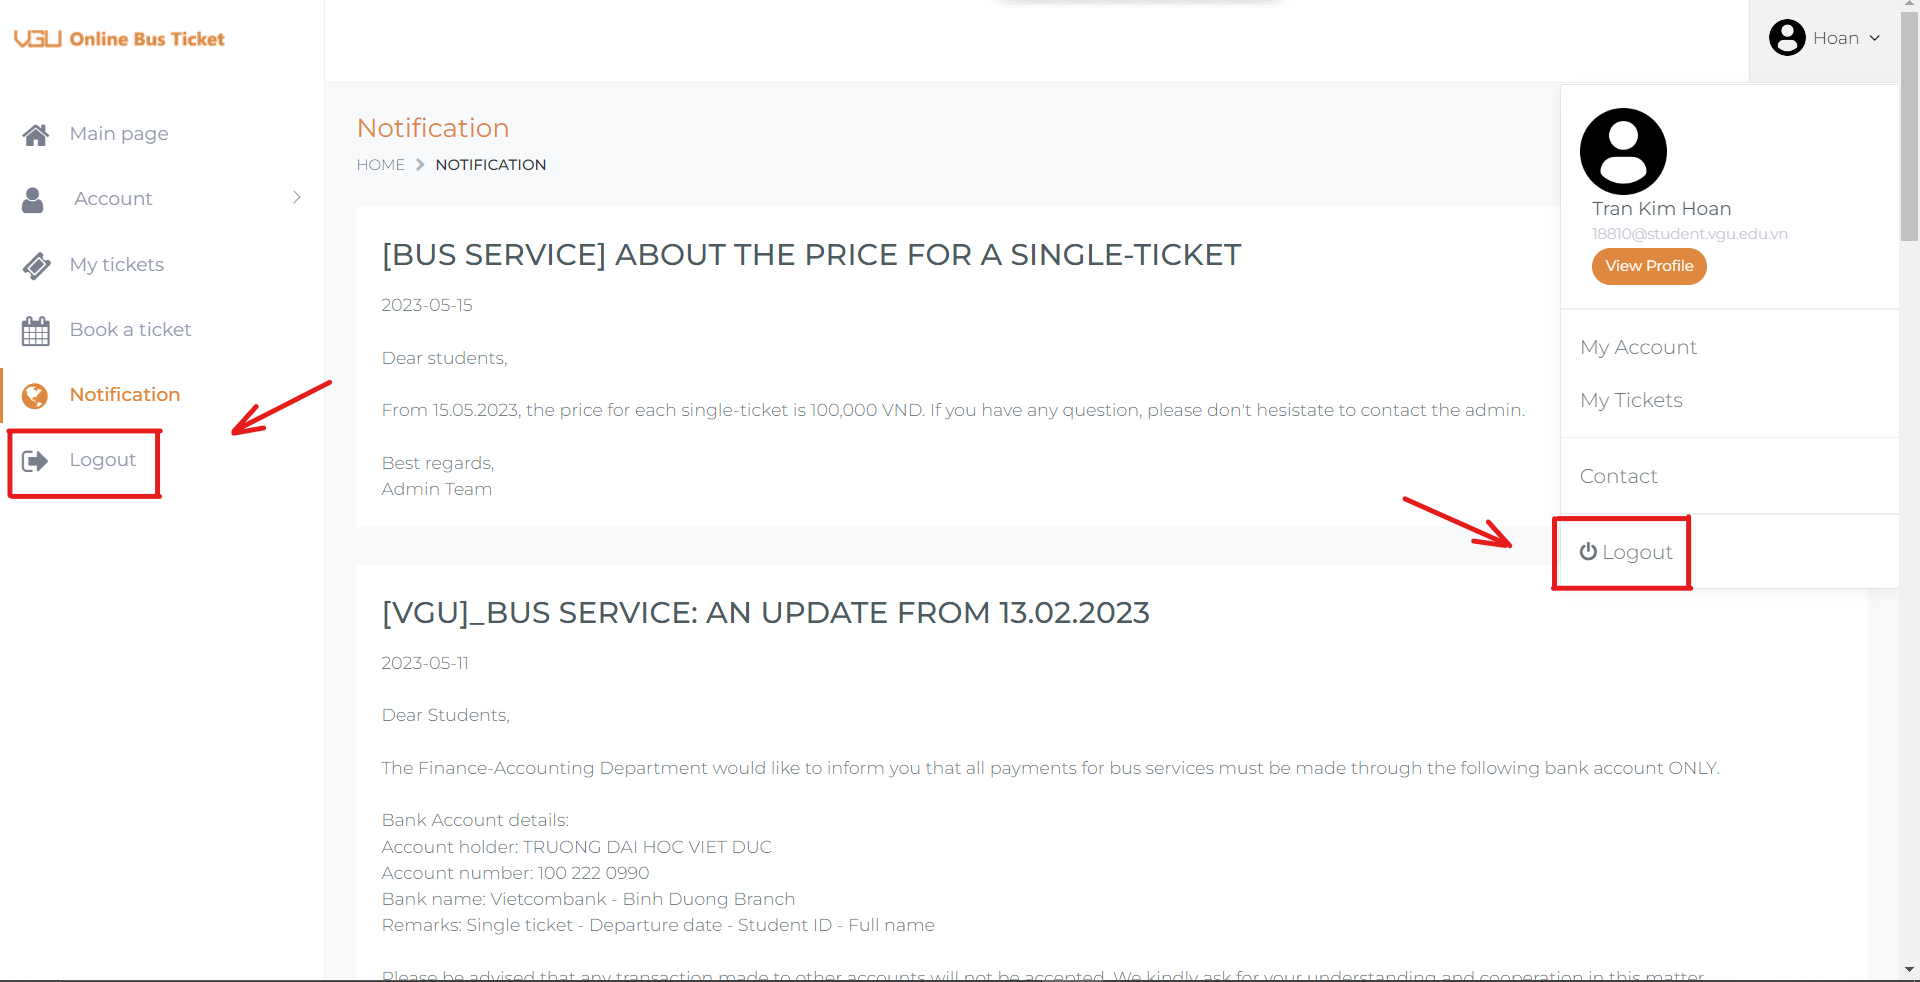 VGU Online Bus Ticket
Hoan
Main page
Account
My tickets
Book a ticket
Notification
Logout
Notification
HOME > NOTIFICATION
[BUS SERVICE] ABOUT THE PRICE FOR A SINGLE-TICKET
2023-05-15
Dear students,
From 15.05.2023, the price for each single-ticket is 100,000 VND. If you have any question, please don't hesistate to contact the admin.
Best regards,
Admin Team
[VGU]_BUS SERVICE: AN UPDATE FROM 13.02.2023
2023-05-11
Dear Students,
The Finance-Accounting Department would like to inform you that all payments for bus services must be made through the following bank account ONLY.
Bank Account details:
Account holder: TRUONG DAI HOC VIET DUC
Account number: 100 222 0990
Bank name: Vietcombank - Binh Duong Branch
Remarks: Single ticket - Departure date - Student ID - Full name
Please be advised that any transaction made to other accounts will not be accepted. We kindly ask for your understanding and cooperation in this matter
Tran Kim Hoan
18810@student.vgu.edu.vn
View Profile
My Account
My Tickets
Contact
Logout